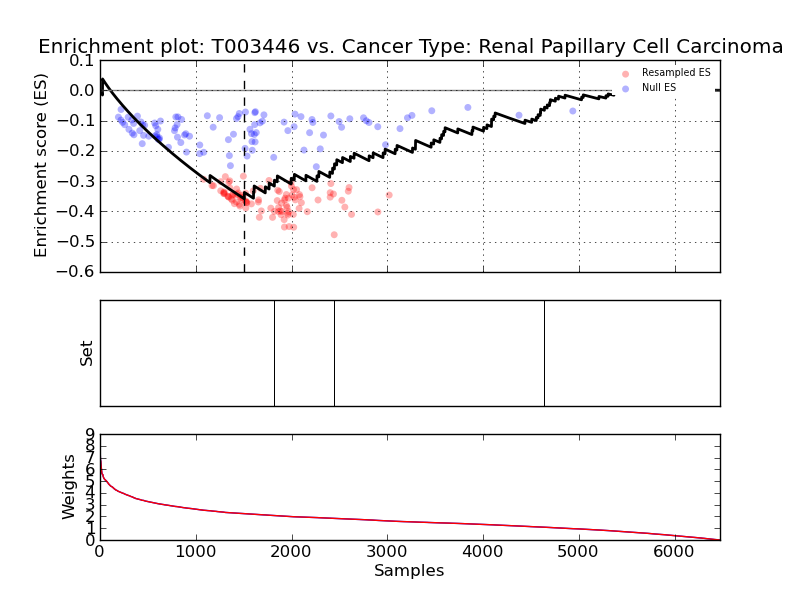 Enrichment plot: T003446 vs. Cancer Type: Renal Papillary Cell Carcinoma
Enrichment score (ES)
0.1
0.0
−0.1
−0.2
−0.3
−0.4
−0.5
−0.6
Resampled ES
Null ES
Set
Weights
9
8
7
6
5
4
3
2
1
0
0 1000 2000 3000 4000 5000 6000
Samples